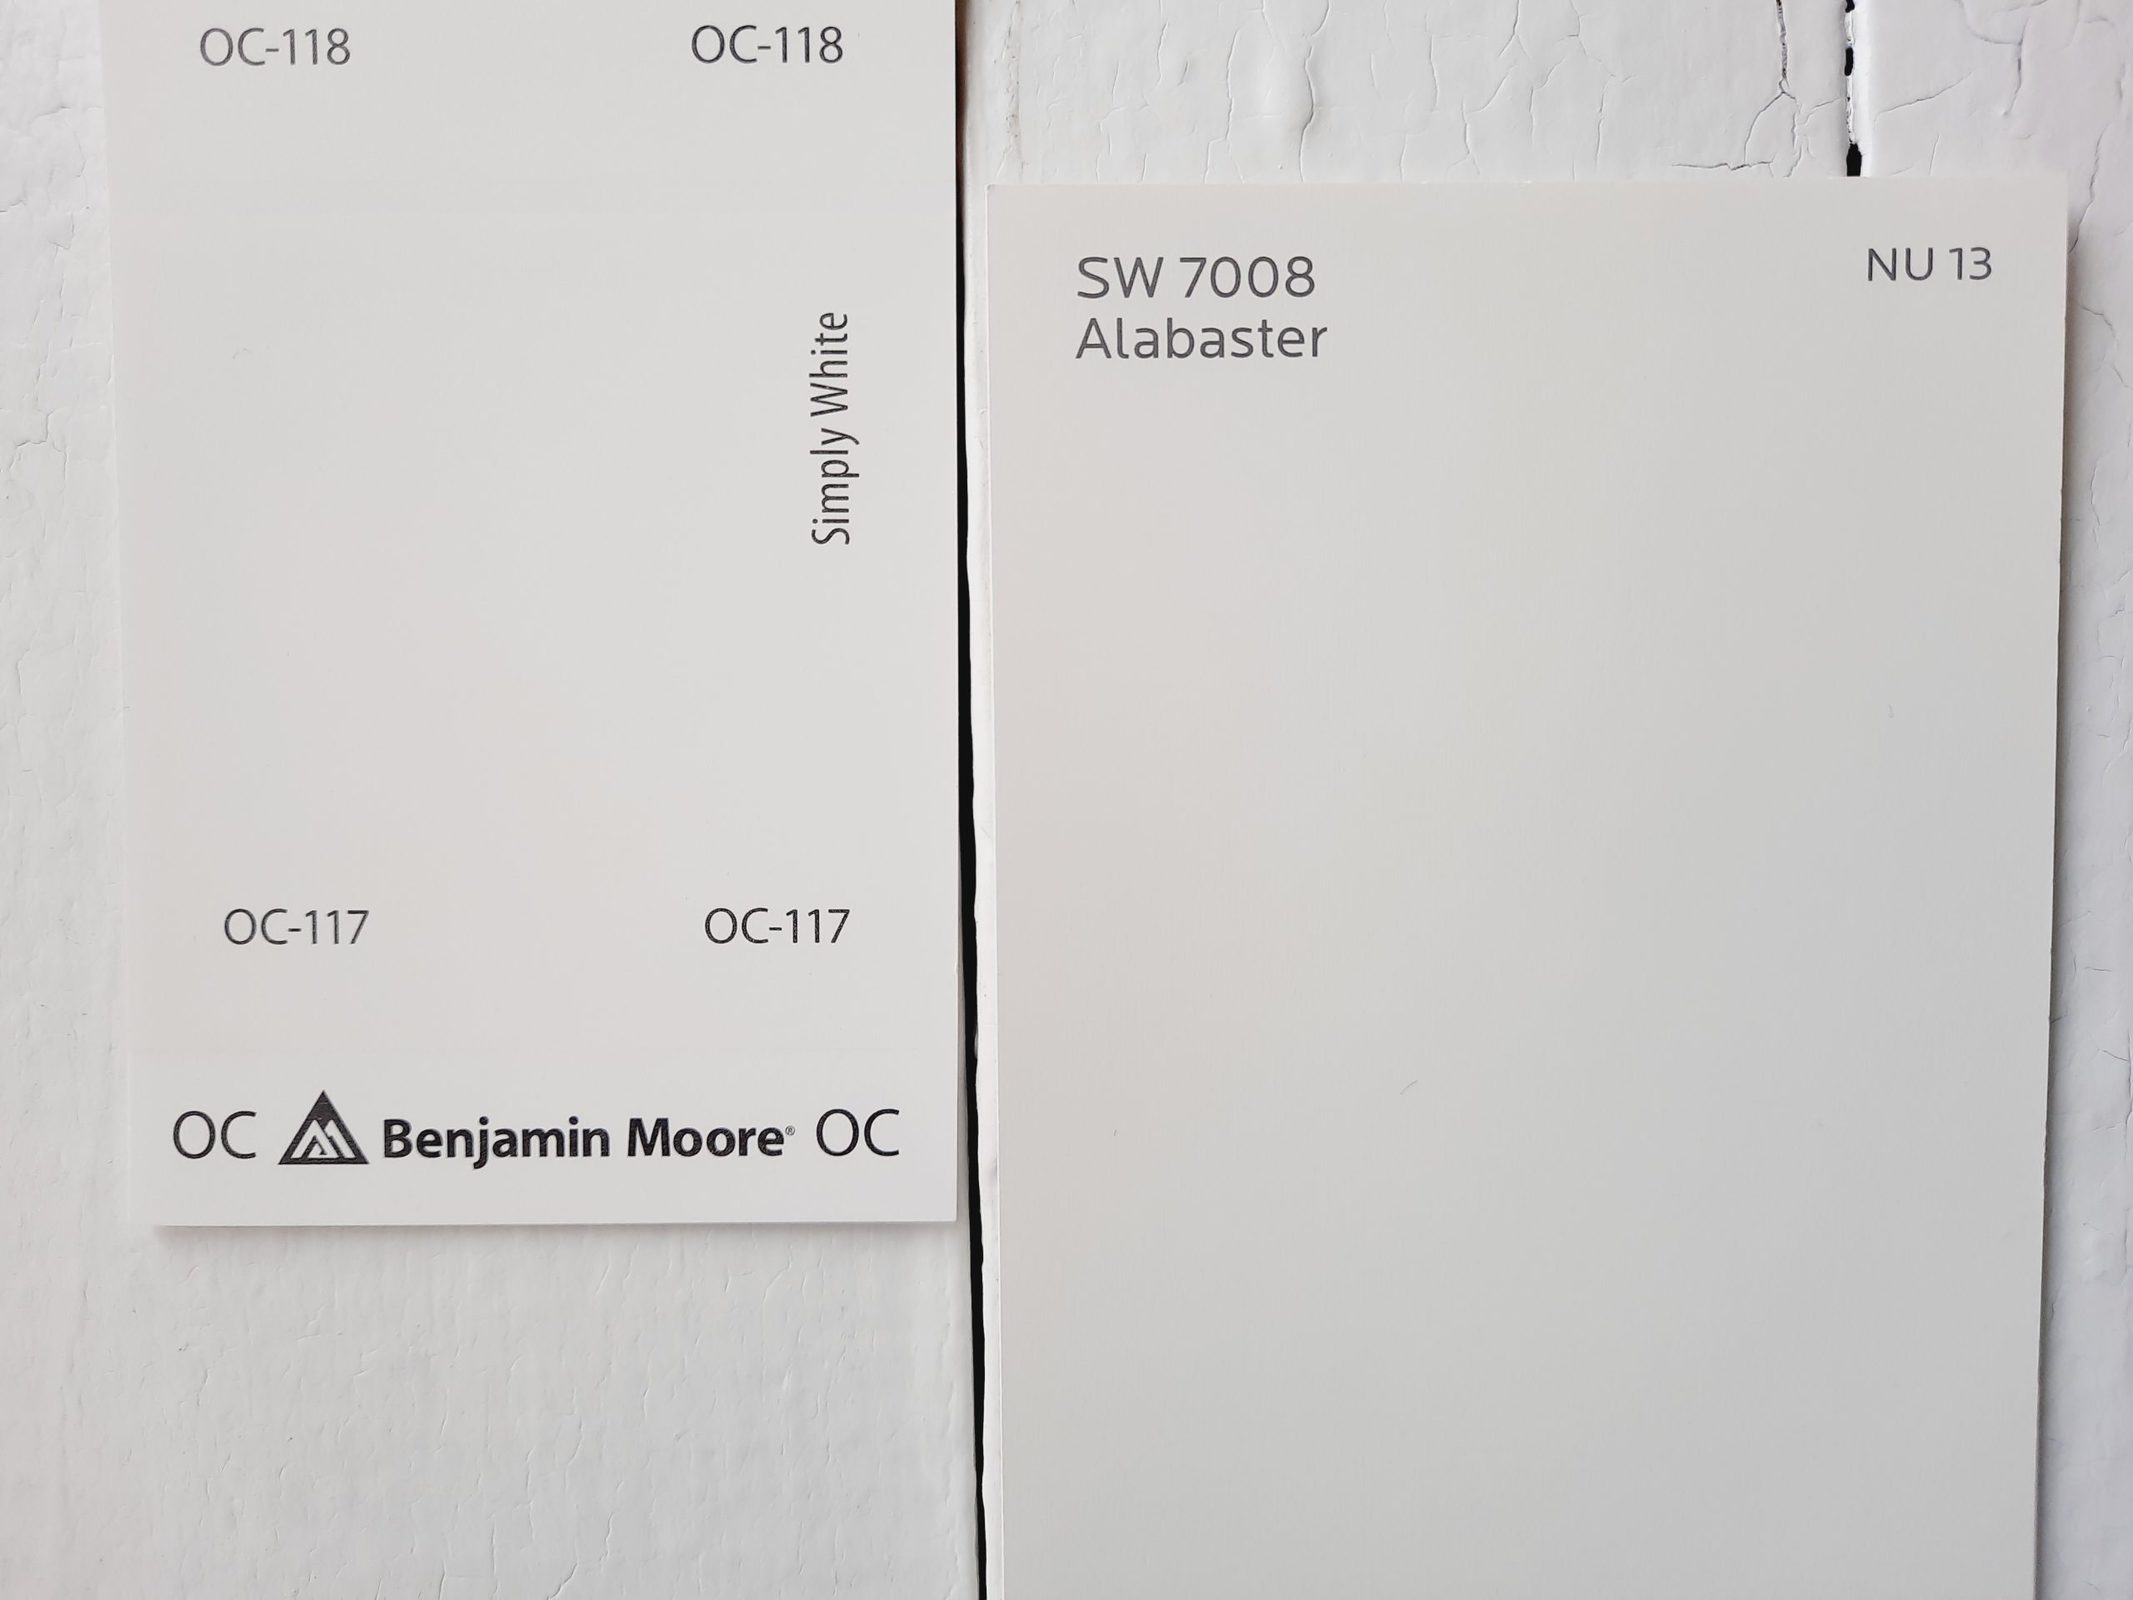 OC-118 OC-118
Simply White
OC-117 OC-117
OC Benjamin Moore® OC
SW 7008 NU 13
Alabaster